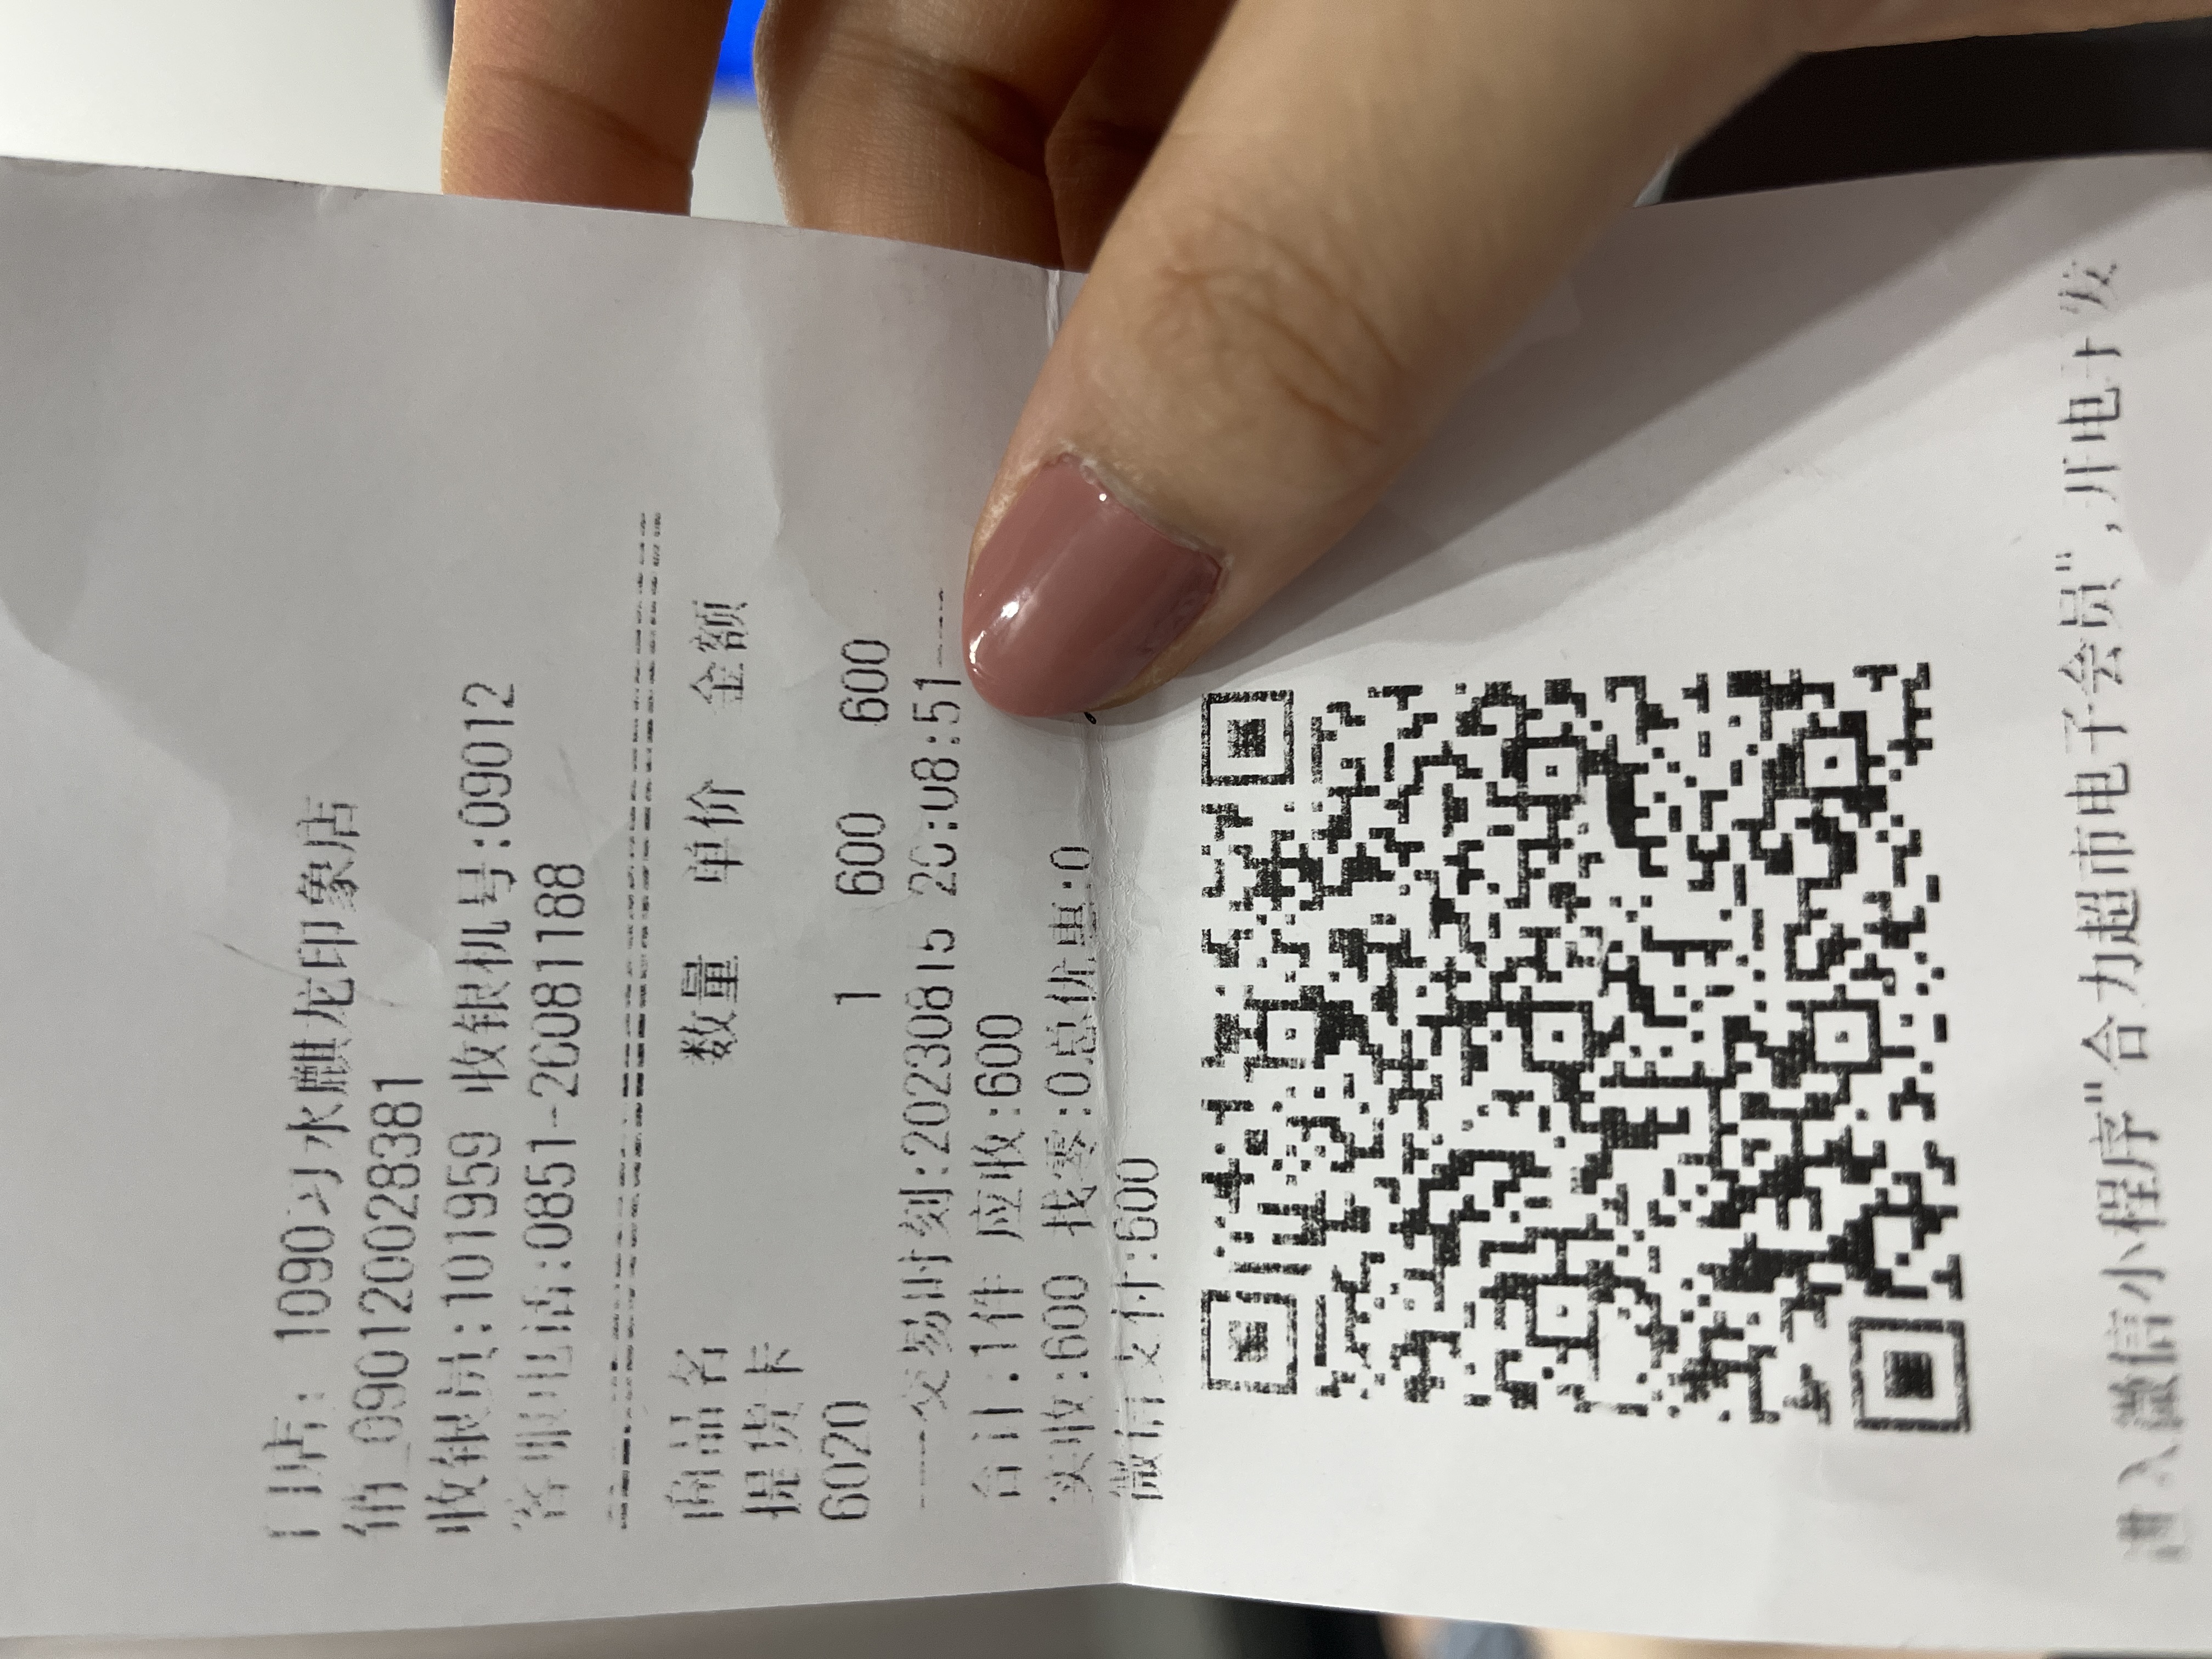 门店: 1090习水麒龙印象店
销_090120028381
收银员:101959 收银机号:09012
客服电话:0851-26081188
商品名 数量 单价 金额
提货卡
6020 1 600 600
----交易时刻:20230815 20:08:51----
合计:1件 应收:600
实收:600 找零:0总优惠:0
微信支付:600
进入微信小程序"合力超市电子会员",开电子发